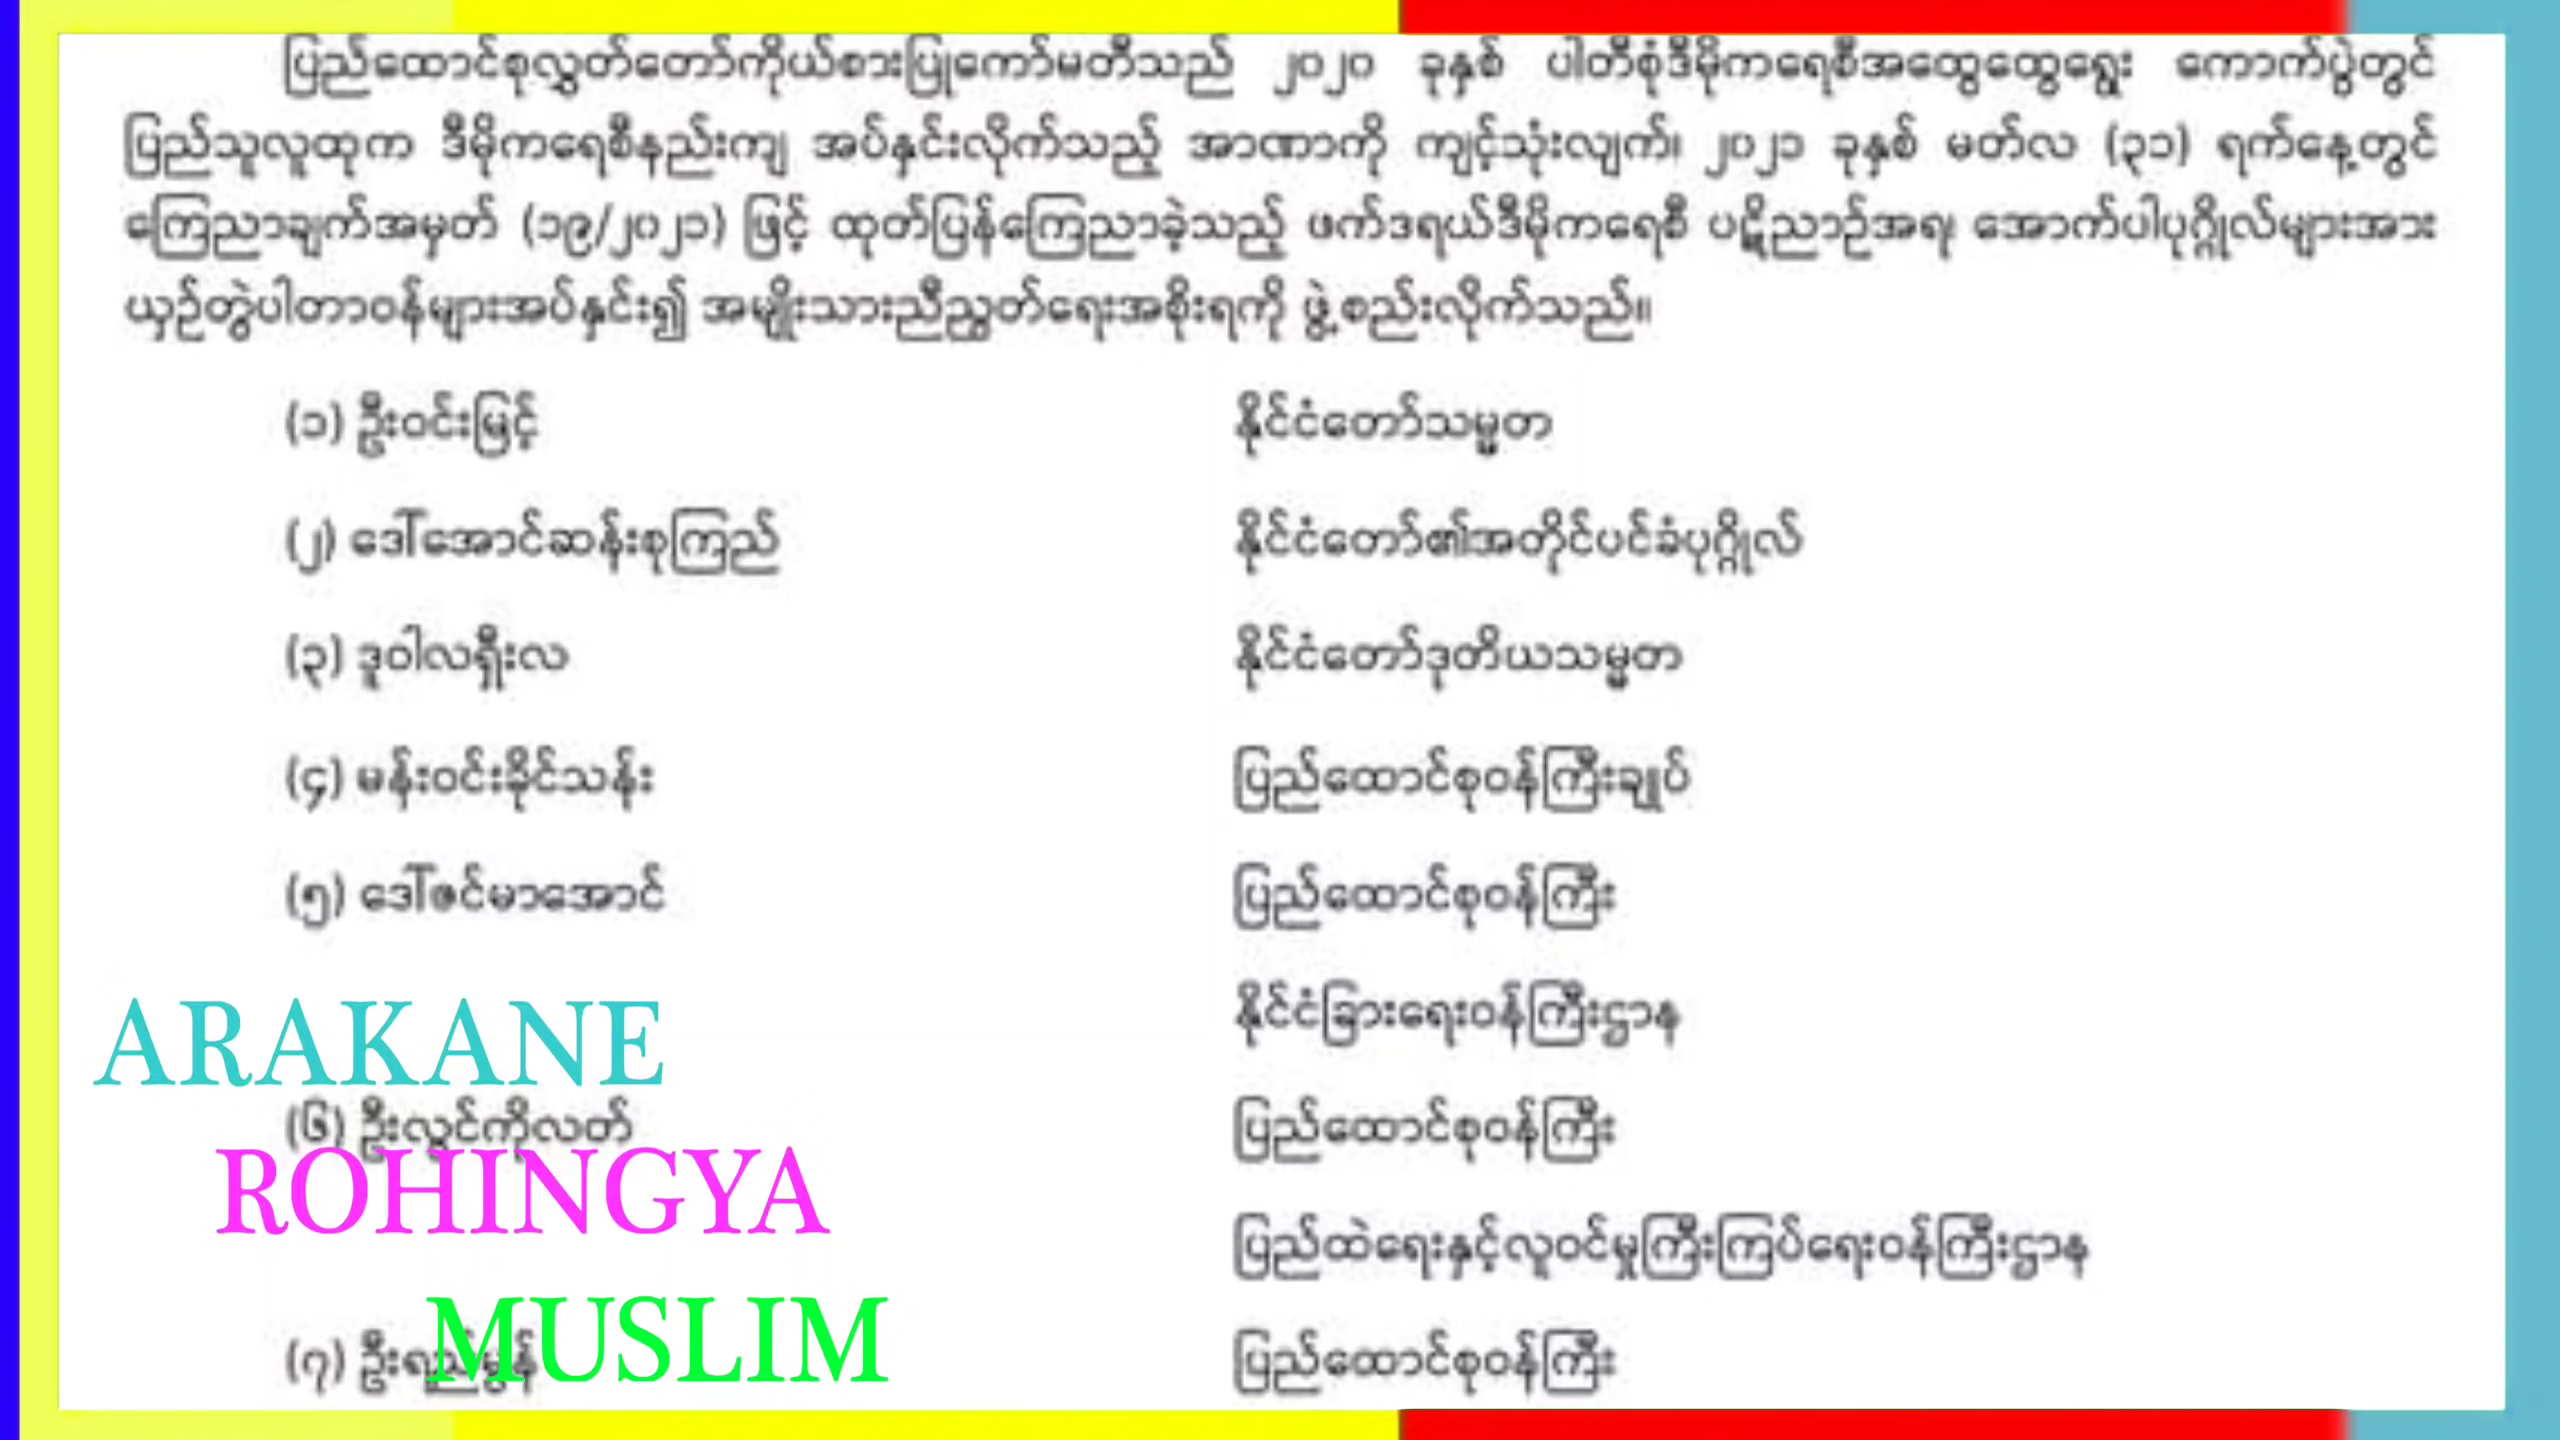 ပြည်ထောင်စုလွှတ်တော်ကိုယ်စားပြုကော်မတီသည် ၂၀၂၀ ခုနှစ် ပါတီစုံဒီမိုကရေစီအထွေထွေရွေး ကောက်ပွဲတွင်
ပြည်သူလူထုက ဒီမိုကရေစီနည်းကျ အပ်နှင်းလိုက်သည့် အာဏာကို ကျင့်သုံးလျက်၊ ၂၀၂၁ ခုနှစ် မတ်လ (၃၁) ရက်နေ့တွင်
ကြေညာချက်အမှတ် (၁၉/၂၀၂၁) ဖြင့် ထုတ်ပြန်ကြေညာခဲ့သည့် ဖက်ဒရယ်ဒီမိုကရေစီ ပဋိညာဉ်အရ၊ အောက်ပါပုဂ္ဂိုလ်များအား
ယှဉ်တွဲပါတာဝန်များအပ်နှင်း၍ အမျိုးသားညီညွတ်ရေးအစိုးရကို ဖွဲ့စည်းလိုက်သည်။
(၁) ဦးဝင်းမြင့် နိုင်ငံတော်သမ္မတ
(၂) ဒေါ်အောင်ဆန်းစုကြည် နိုင်ငံတော်၏အတိုင်ပင်ခံပုဂ္ဂိုလ်
(၃) ဒူဝါလရှီးလ နိုင်ငံတော်ဒုတိယသမ္မတ
(၄) မန်းဝင်းခိုင်သန်း ပြည်ထောင်စုဝန်ကြီးချုပ်
(၅) ဒေါ်ဇင်မာအောင် ပြည်ထောင်စုဝန်ကြီး
နိုင်ငံခြားရေးဝန်ကြီးဌာန
ARAKANE
(၆) ဦးလွင်ကိုလတ် ပြည်ထောင်စုဝန်ကြီး
ROHINGYA
ပြည်ထဲရေးနှင့်လူဝင်မှုကြီးကြပ်ရေးဝန်ကြီးဌာန
MUSLIM
(၇) ဦးရည်မွန် ပြည်ထောင်စုဝန်ကြီး